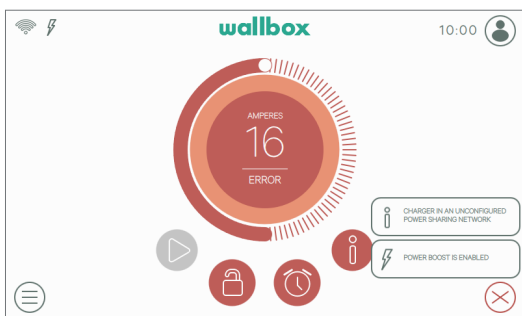 wallbox
10:00
AMPERES
16
ERROR
CHARGER IN AN UNCONFIGURED
POWER SHARING NETWORK
POWER BOOST IS ENABLED